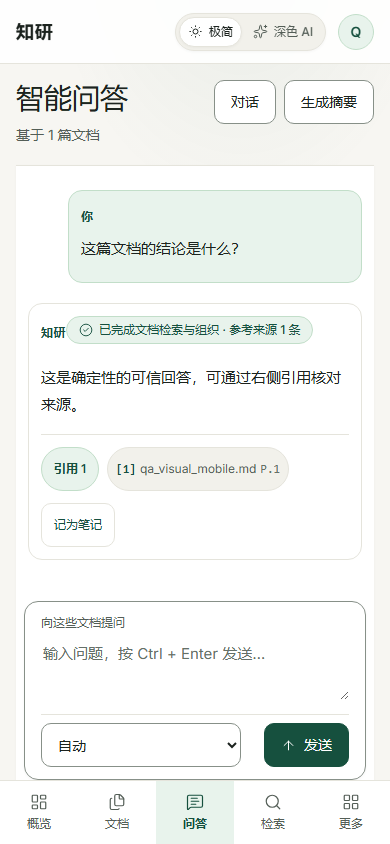 知研
极简
深色 AI
Q
智能问答
对话
生成摘要
基于 1 篇文档
你
这篇文档的结论是什么？
知研
已完成文档检索与组织 · 参考来源 1 条
这是确定性的可信回答，可通过右侧引用核对
来源。
引用 1
[1] qa_visual_mobile.md P.1
记为笔记
向这些文档提问
输入问题，按 Ctrl + Enter 发送...
自动
发送
概览
文档
问答
检索
更多